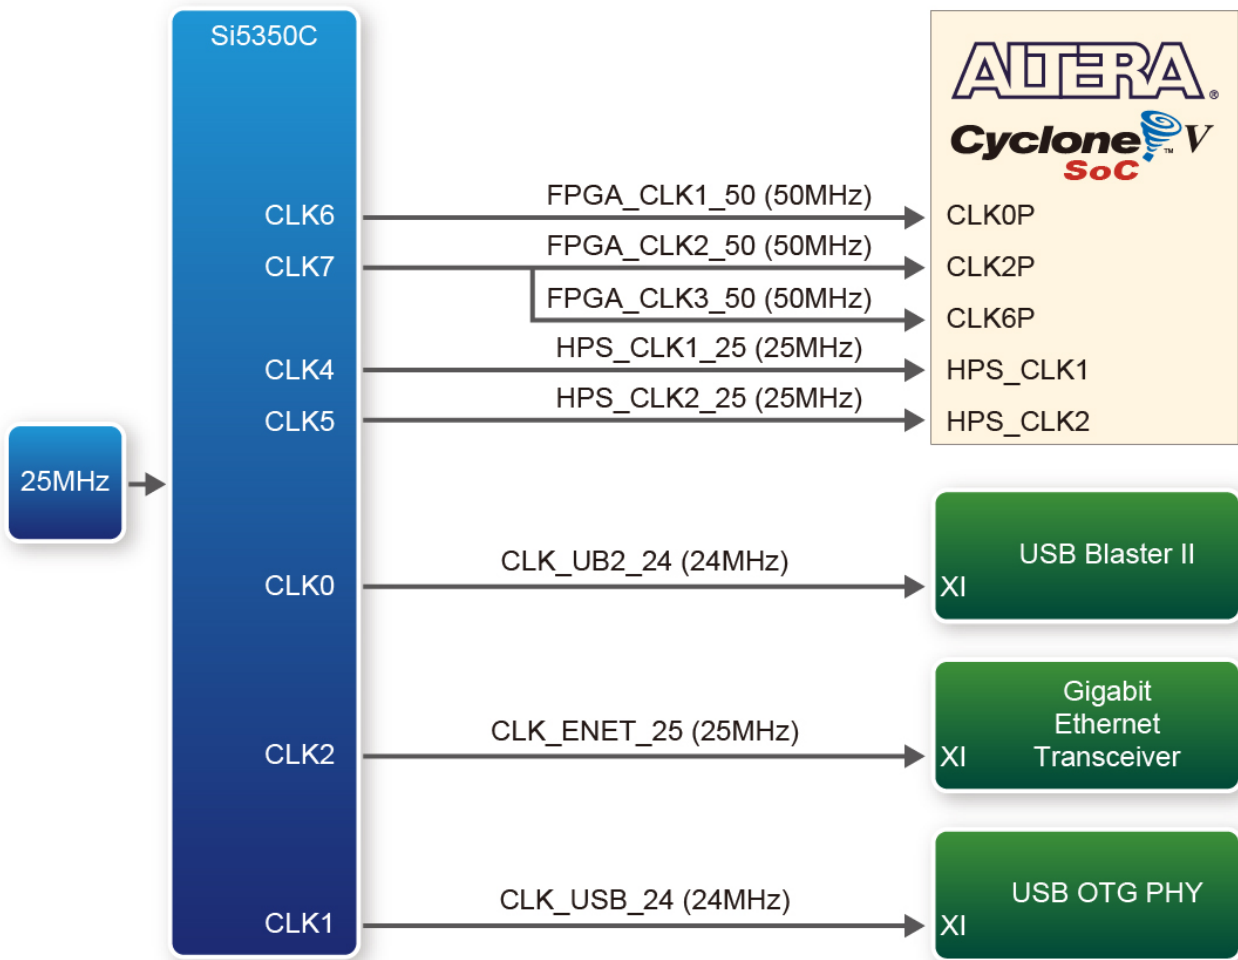 Si5350C
ALTERA®
Cyclone™ V
SoC
CLK6
FPGA_CLK1_50 (50MHz)
CLK0P
CLK7
FPGA_CLK2_50 (50MHz)
CLK2P
FPGA_CLK3_50 (50MHz)
CLK6P
CLK4
HPS_CLK1_25 (25MHz)
HPS_CLK1
CLK5
HPS_CLK2_25 (25MHz)
HPS_CLK2
25MHz
CLK0
CLK_UB2_24 (24MHz)
USB Blaster II
XI
CLK2
CLK_ENET_25 (25MHz)
Gigabit
Ethernet
Transceiver
XI
CLK1
CLK_USB_24 (24MHz)
USB OTG PHY
XI